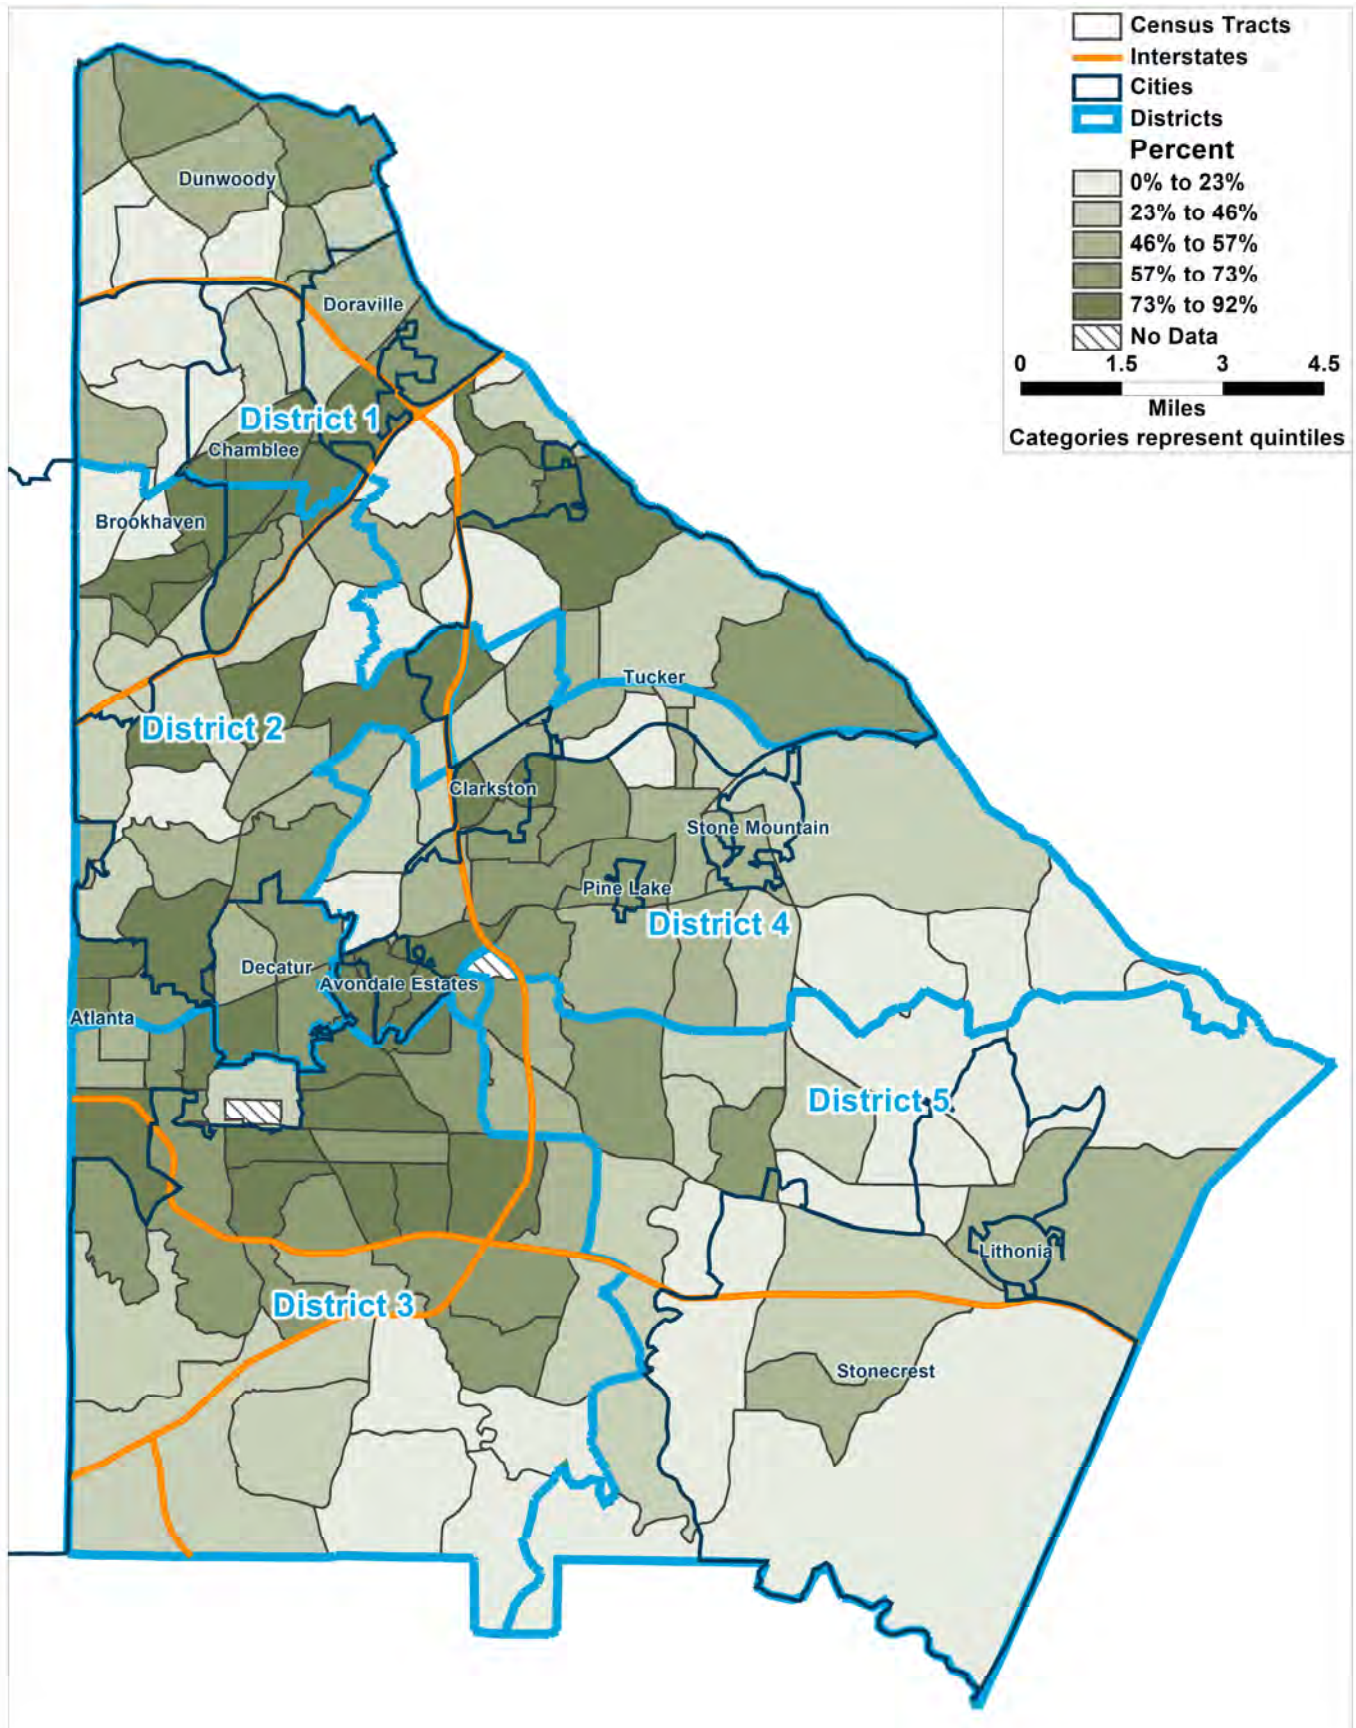 Census Tracts
Interstates
Cities
Districts
Percent
0% to 23%
23% to 46%
46% to 57%
57% to 73%
73% to 92%
No Data
0 1.5 3 4.5
Miles
Categories represent quintiles
Dunwoody
Doraville
District 1
Chamblee
Brookhaven
Tucker
District 2
Clarkston
Stone Mountain
Pine Lake
District 4
Decatur
Avondale Estates
Atlanta
District 5
Lithonia
District 3
Stonecrest